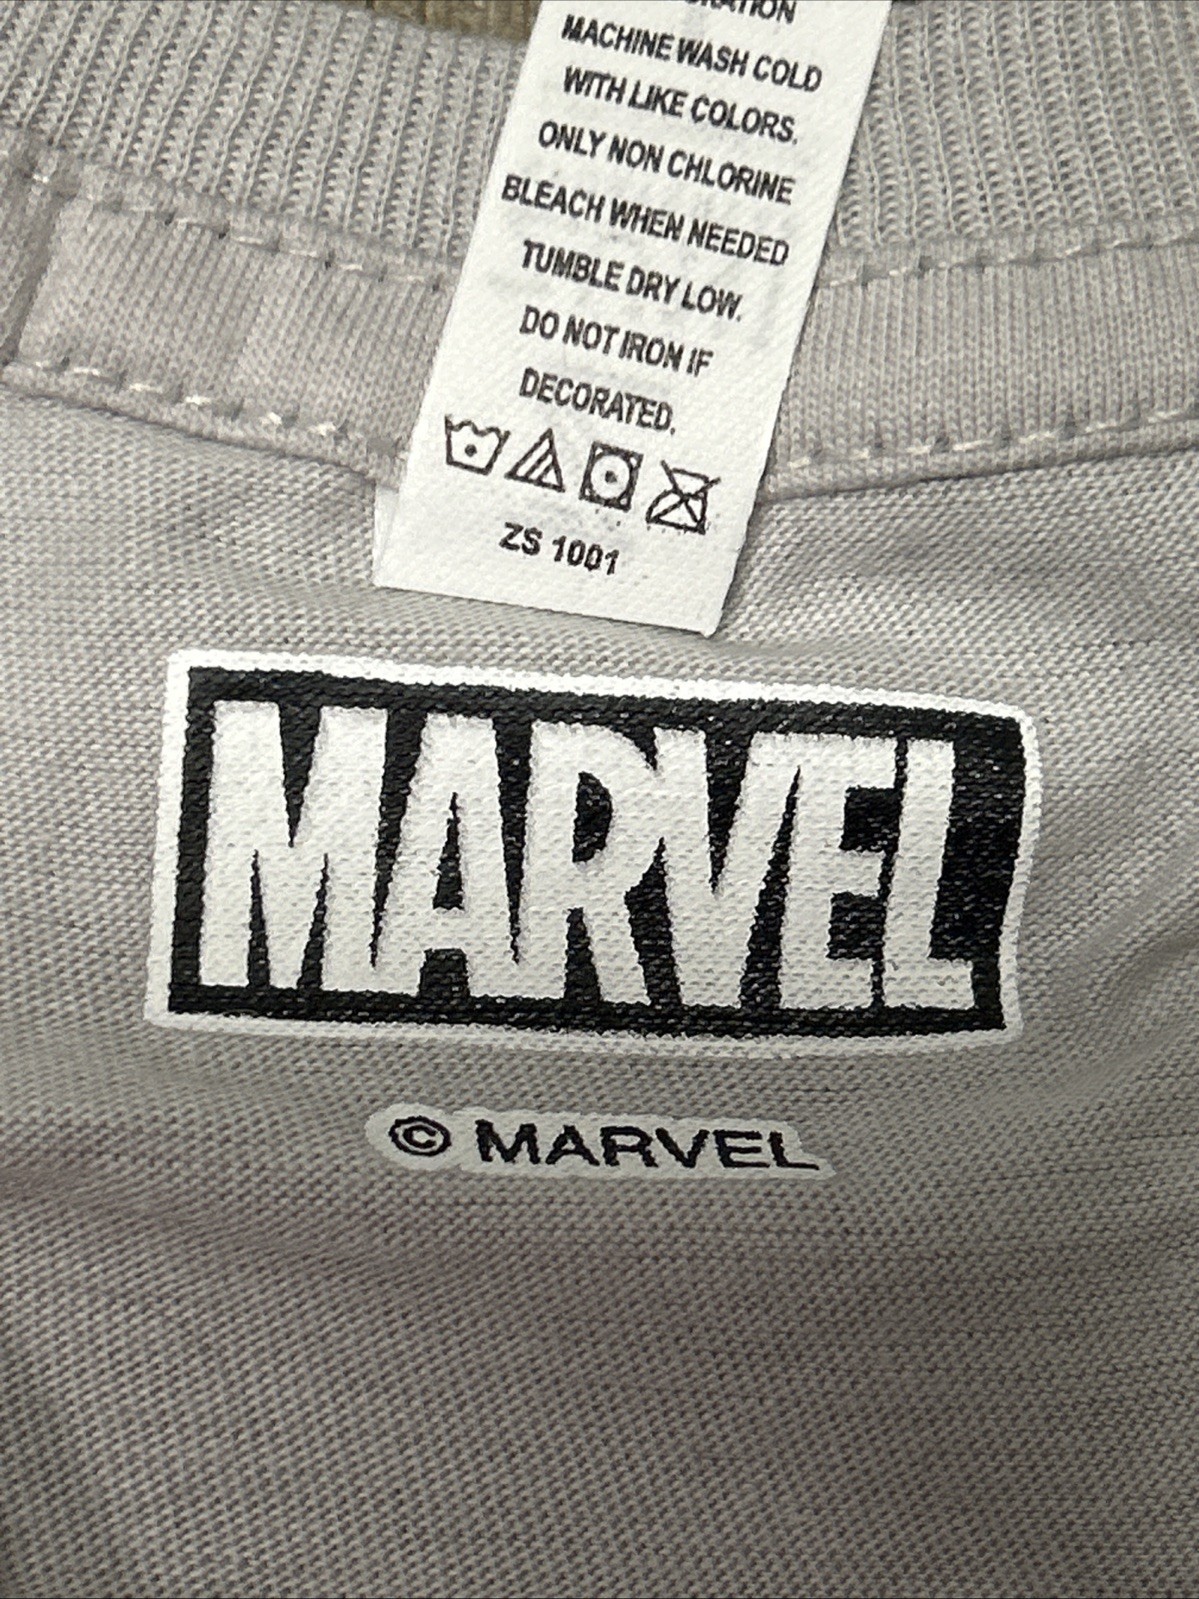 MACHINE WASH COLD
WITH LIKE COLORS.
ONLY NON CHLORINE
BLEACH WHEN NEEDED
TUMBLE DRY LOW.
DO NOT IRON IF
DECORATED.
ZS 1001
MARVEL
© MARVEL